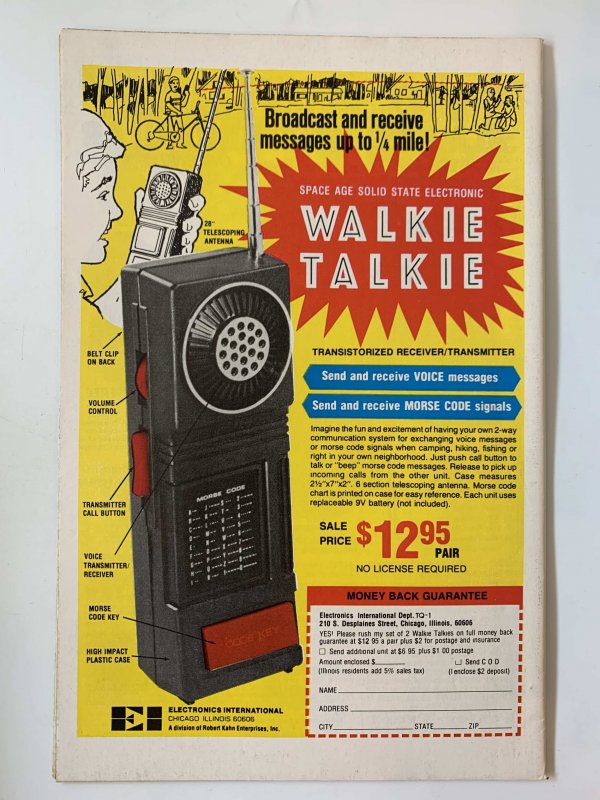 Broadcast and receive
messages up to 1/4 mile!
SPACE AGE SOLID STATE ELECTRONIC
WALKIE
TALKIE
28"
TELESCOPING
ANTENNA
BELT CLIP
ON BACK
VOLUME
CONTROL
TRANSMITTER
CALL BUTTON
VOICE
TRANSMITTER/
RECEIVER
MORSE
CODE KEY
HIGH IMPACT
PLASTIC CASE
MORSE CODE
CODE KEY
TRANSISTORIZED RECEIVER/TRANSMITTER
Send and receive VOICE messages
Send and receive MORSE CODE signals
Imagine the fun and excitement of having your own 2-way
communication system for exchanging voice messages
or morse code signals when camping, hiking, fishing or
right in your own neighborhood. Just push call button to
talk or "beep" morse code messages. Release to pick up
incoming calls from the other unit. Case measures
2½"x7"x2". 6 section telescoping antenna. Morse code
chart is printed on case for easy reference. Each unit uses
replaceable 9V battery (not included).
SALE
PRICE $12.95
PAIR
NO LICENSE REQUIRED
MONEY BACK GUARANTEE
Electronics International Dept. TQ-1
210 S. Desplaines Street, Chicago, Illinois, 60606
YES! Please rush my set of 2 Walkie Talkies on full money back
guarantee at $12.95 a pair plus $2 for postage and insurance
Send additional unit at $6.95 plus $1.00 postage
Amount enclosed $ Send C O D
(Illinois residents add 5% sales tax) (I enclose $2 deposit)
NAME
ADDRESS
CITY STATE ZIP
EI
ELECTRONICS INTERNATIONAL
CHICAGO ILLINOIS 60606
A division of Robert Kahn Enterprises, Inc.